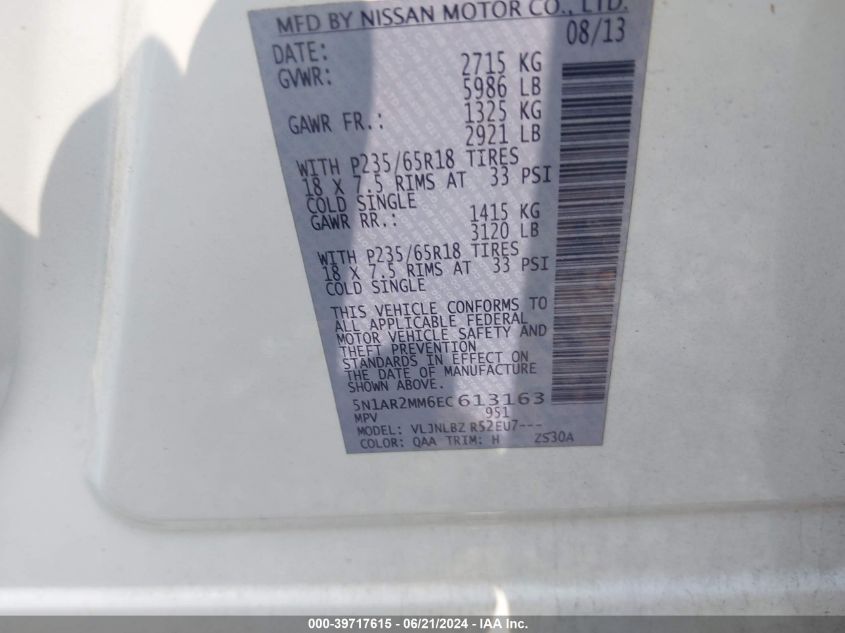 MFD BY NISSAN MOTOR CO., LTD.
DATE: 08/13
GVWR: 2715 KG
5986 LB
GAWR FR.: 1325 KG
2921 LB
WITH P235/65R18 TIRES
18 X 7.5 RIMS AT 33 PSI
COLD SINGLE
GAWR RR.: 1415 KG
3120 LB
WITH P235/65R18 TIRES
18 X 7.5 RIMS AT 33 PSI
COLD SINGLE
THIS VEHICLE CONFORMS TO
ALL APPLICABLE FEDERAL
MOTOR VEHICLE SAFETY AND
THEFT PREVENTION
STANDARDS IN EFFECT ON
THE DATE OF MANUFACTURE
SHOWN ABOVE.
5N1AR2MM6EC613163
MPV 951
MODEL: VLJNLBZ R52EU7---
COLOR: QAA TRIM: H ZS30A
000-39717615 / 06/21/2024 / IAA Inc.